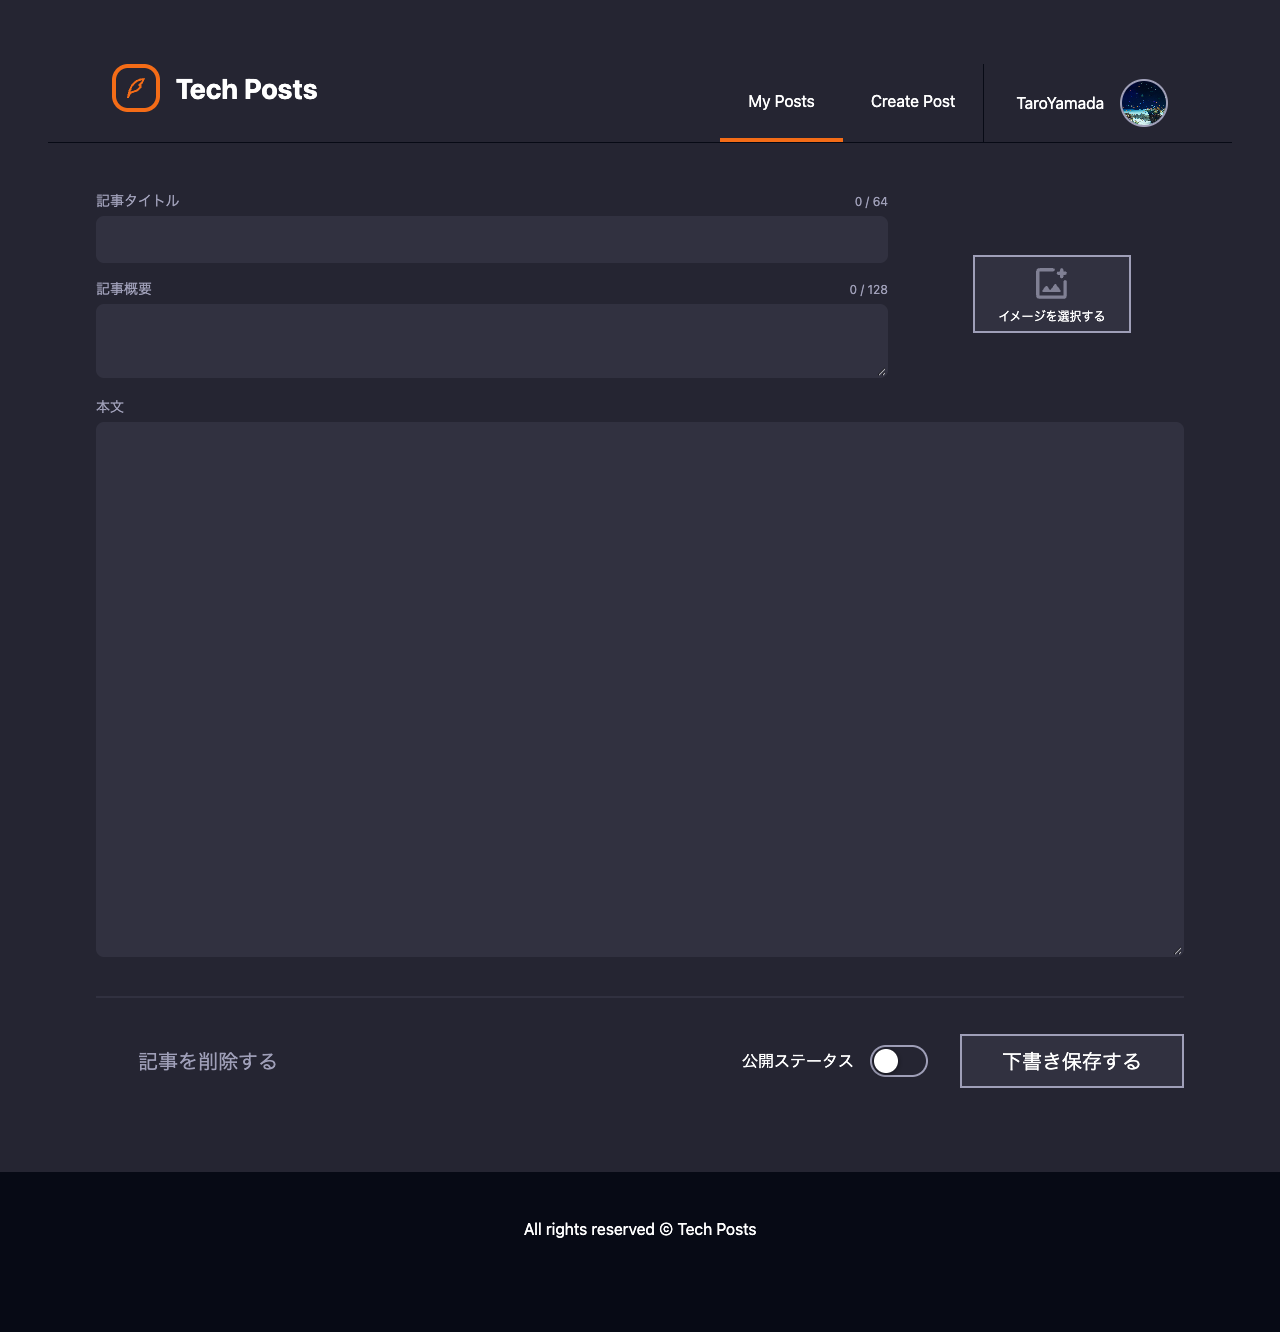 Tech Posts
My Posts
Create Post
TaroYamada
記事タイトル
0 / 64
記事概要
0 / 128
イメージを選択する
本文
記事を削除する
公開ステータス
下書き保存する
All rights reserved © Tech Posts